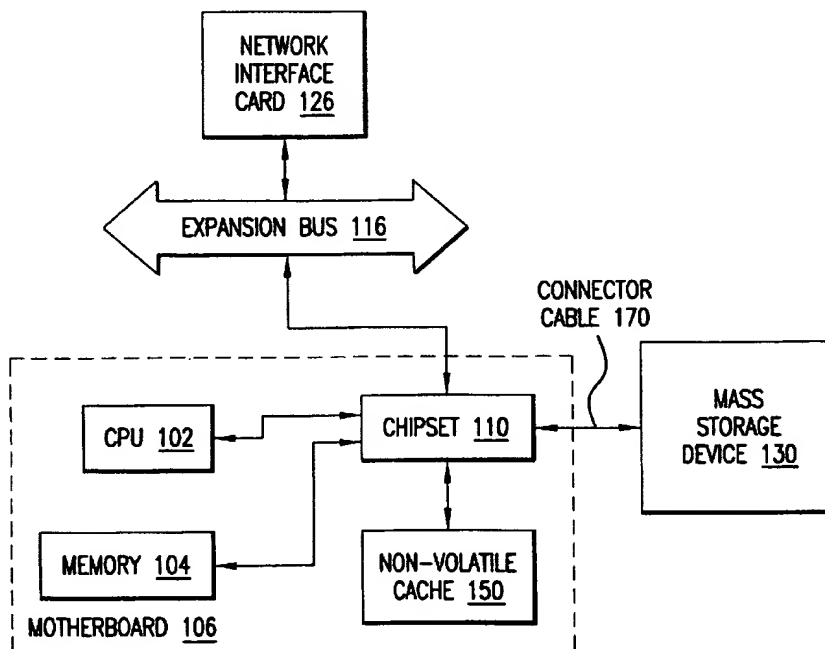 NETWORK
INTERFACE
CARD 126
EXPANSION BUS 116
CONNECTOR
CABLE 170
MASS
STORAGE
DEVICE 130
CPU 102
CHIPSET 110
MEMORY 104
NON-VOLATILE
CACHE 150
MOTHERBOARD 106